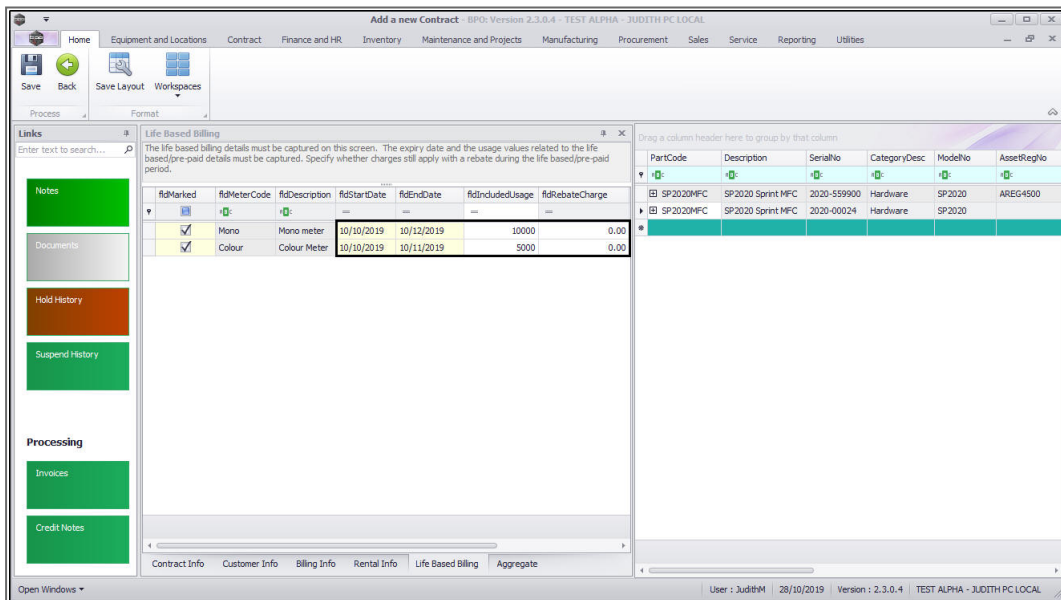 Add a new Contract - BPO: Version 2.3.0.4 - TEST ALPHA - JUDITH PC LOCAL
Home Equipment and Locations Contract Finance and HR Inventory Maintenance and Projects Manufacturing Procurement Sales Service Reporting Utilities
Save Back Save Layout Workspaces
Process Format
Links
Enter text to search...
Notes
Documents
Hold History
Suspend History
Processing
Invoices
Credit Notes
Life Based Billing
The life based billing details must be captured on this screen. The expiry date and the usage values related to the life
based/pre-paid details must be captured. Specify whether charges still apply with a rebate during the life based/pre-paid
period.
fldMarked fldMeterCode fldDescription fldStartDate fldEndDate fldIncludedUsage fldRebateCharge
Mono Mono meter 10/10/2019 10/12/2019 10000 0.00
Colour Colour Meter 10/10/2019 10/11/2019 5000 0.00
Contract Info Customer Info Billing Info Rental Info Life Based Billing Aggregate
Drag a column header here to group by that column
PartCode Description SerialNo CategoryDesc ModelNo AssetRegNo
SP2020MFC SP2020 Sprint MFC 2020-559900 Hardware SP2020 AREG4500
SP2020MFC SP2020 Sprint MFC 2020-00024 Hardware SP2020
Open Windows
User : JudithM 28/10/2019 Version : 2.3.0.4 TEST ALPHA - JUDITH PC LOCAL